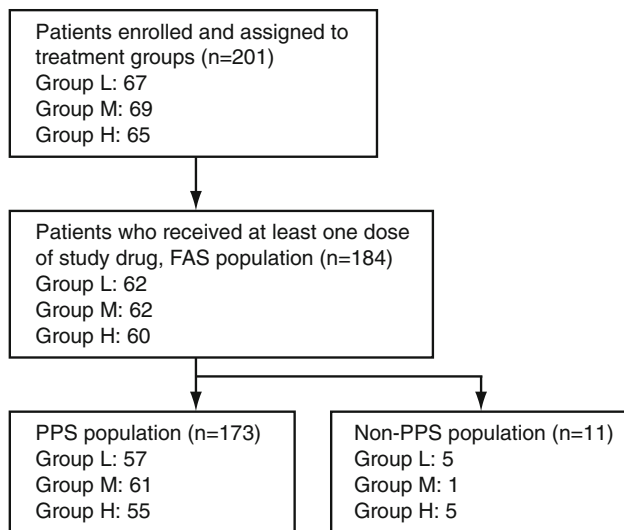 Patients enrolled and assigned to
treatment groups (n=201)
Group L: 67
Group M: 69
Group H: 65
Patients who received at least one dose
of study drug, FAS population (n=184)
Group L: 62
Group M: 62
Group H: 60
PPS population (n=173)
Group L: 57
Group M: 61
Group H: 55
Non-PPS population (n=11)
Group L: 5
Group M: 1
Group H: 5